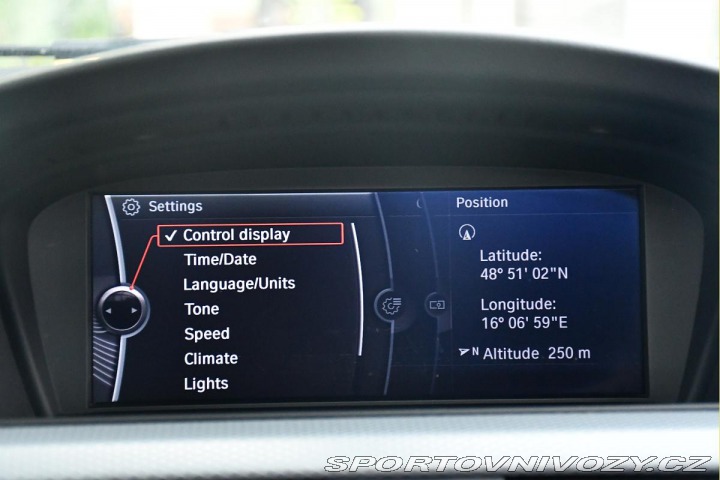 Settings
✓ Control display
Time/Date
Language/Units
Tone
Speed
Climate
Lights
Position
Latitude:
48° 51' 02"N
Longitude:
16° 06' 59"E
N Altitude 250 m
SPORTOVNIVOZY.CZ